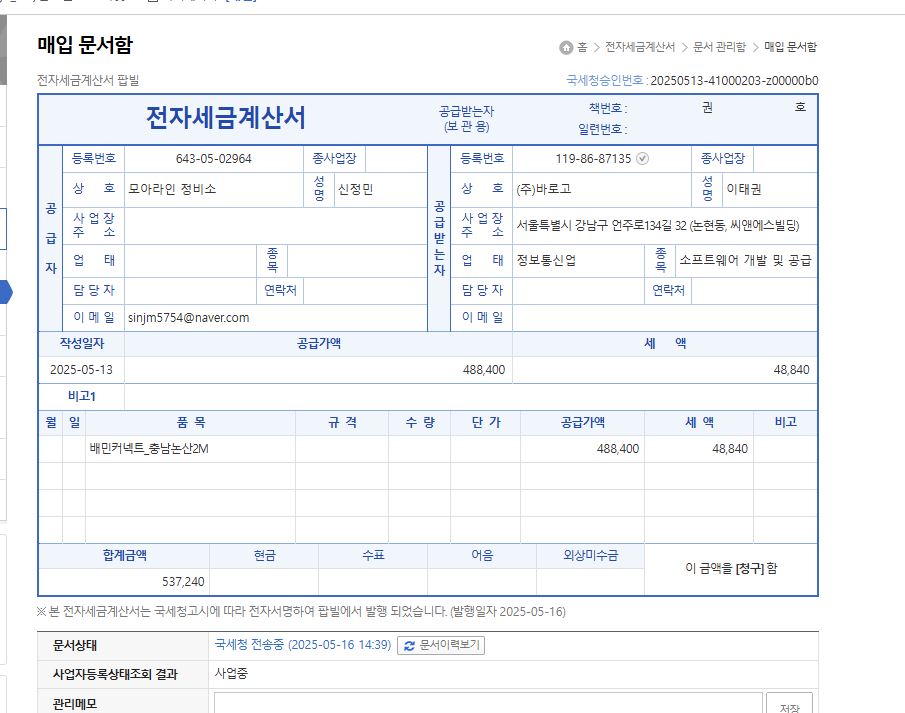 매입 문서함
홈 > 전자세금계산서 > 문서 관리함 > 매입 문서함
전자세금계산서 팝빌
국세청승인번호 : 20250513-41000203-z00000b0
전자세금계산서
공급받는자
(보 관 용)
책번호 : 권 호
일련번호 :
공급자
등록번호 643-05-02964 종사업장
상 호 모아라인 정비소 성명 신정민
사업장 주소
업 태 종목
담당자 연락처
이메일 sinjm5754@naver.com
공급받는자
등록번호 119-86-87135 종사업장
상 호 (주)바로고 성명 이태권
사업장 주소 서울특별시 강남구 언주로134길 32 (논현동, 씨앤에스빌딩)
업 태 정보통신업 종목 소프트웨어 개발 및 공급
담당자 연락처
이메일
작성일자 공급가액 세 액
2025-05-13 488,400 48,840
비고1
월 일 품 목 규 격 수 량 단 가 공급가액 세 액 비고
배민커넥트_충남논산2M 488,400 48,840
합계금액 현금 수표 어음 외상미수금
537,240
이 금액을 [청구] 함
※ 본 전자세금계산서는 국세청고시에 따라 전자서명하여 팝빌에서 발행 되었습니다. (발행일자 2025-05-16)
문서상태 국세청 전송중 (2025-05-16 14:39) 문서이력보기
사업자등록상태조회 결과 사업중
관리메모 저장